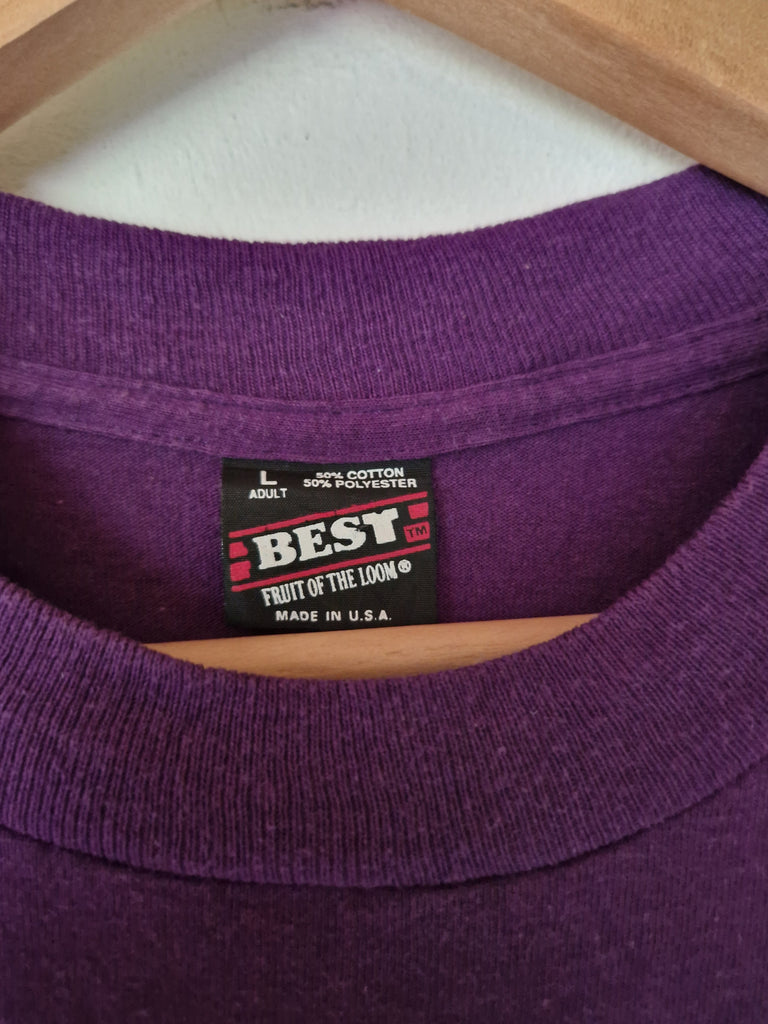 L
ADULT
50% COTTON
50% POLYESTER
BEST TM
FRUIT OF THE LOOM®
MADE IN U.S.A.